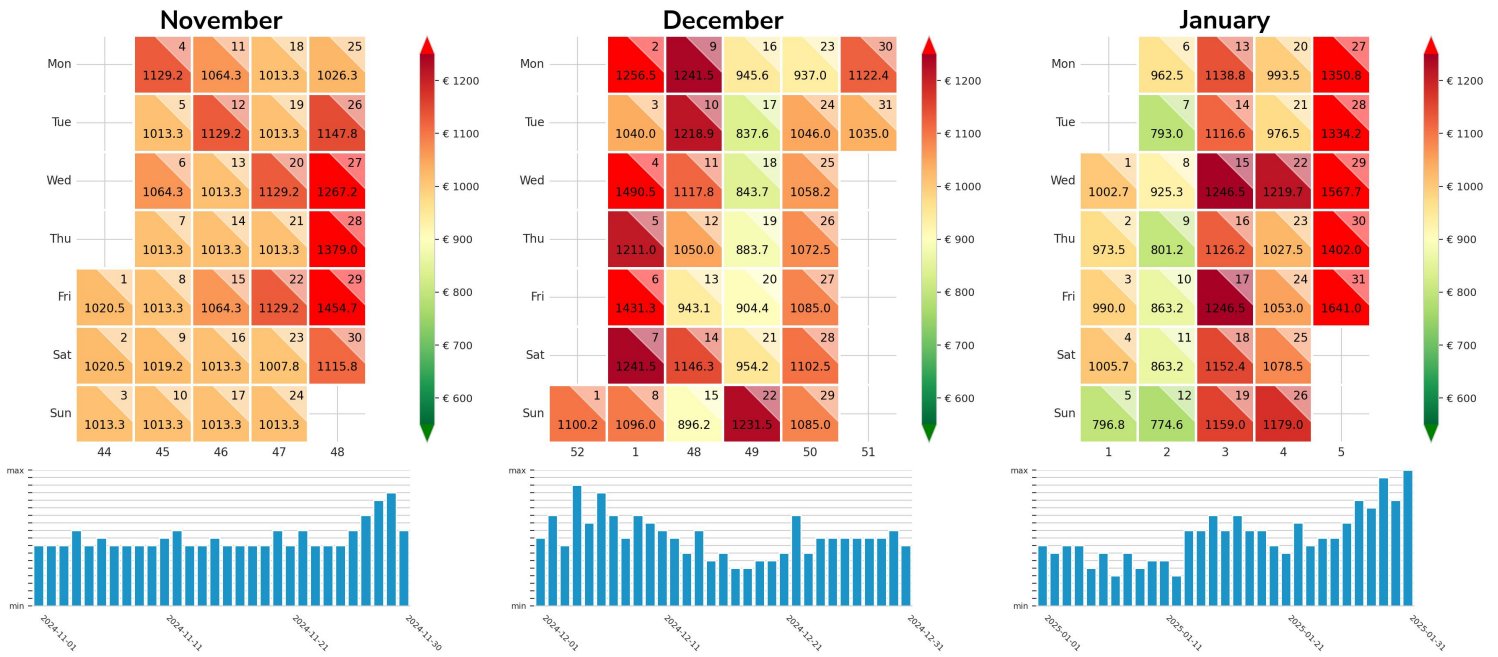 November December January
4 11 18 25 2 9 16 23 30 6 13 20 27
Mon 1129.2 1064.3 1013.3 1026.3 € 1200 Mon 1256.5 1241.5 945.6 937.0 1122.4 € 1200 Mon 962.5 1138.8 993.5 1350.8 € 1200
5 12 19 26 3 10 17 24 31 7 14 21 28
Tue 1013.3 1129.2 1013.3 1147.8 € 1100 Tue 1040.0 1218.9 837.6 1046.0 1035.0 € 1100 Tue 793.0 1116.6 976.5 1334.2 € 1100
6 13 20 27 4 11 18 25 1 8 15 22 29
Wed 1064.3 1013.3 1129.2 1267.2 € 1000 Wed 1490.5 1117.8 843.7 1058.2 € 1000 Wed 1002.7 925.3 1246.5 1219.7 1567.7 € 1000
7 14 21 28 5 12 19 26 2 9 16 23 30
Thu 1013.3 1013.3 1013.3 1379.0 € 900 Thu 1211.0 1050.0 883.7 1072.5 € 900 Thu 973.5 801.2 1126.2 1027.5 1402.0 € 900
1 8 15 22 29 6 13 20 27 3 10 17 24 31
Fri 1020.5 1013.3 1064.3 1129.2 1454.7 € 800 Fri 1431.3 943.1 904.4 1085.0 € 800 Fri 990.0 863.2 1246.5 1053.0 1641.0 € 800
2 9 16 23 30 7 14 21 28 4 11 18 25
Sat 1020.5 1019.2 1013.3 1007.8 1115.8 € 700 Sat 1241.5 1146.3 954.2 1102.5 € 700 Sat 1005.7 863.2 1152.4 1078.5 € 700
3 10 17 24 1 8 15 22 29 5 12 19 26
Sun 1013.3 1013.3 1013.3 1013.3 € 600 Sun 1100.2 1096.0 896.2 1231.5 1085.0 € 600 Sun 796.8 774.6 1159.0 1179.0 € 600
44 45 46 47 48 52 1 48 49 50 51 1 2 3 4 5
max max max
min min min
2024-11-01 2024-11-11 2024-11-21 2024-11-30 2024-12-01 2024-12-11 2024-12-21 2024-12-31 2025-01-01 2025-01-11 2025-01-21 2025-01-31